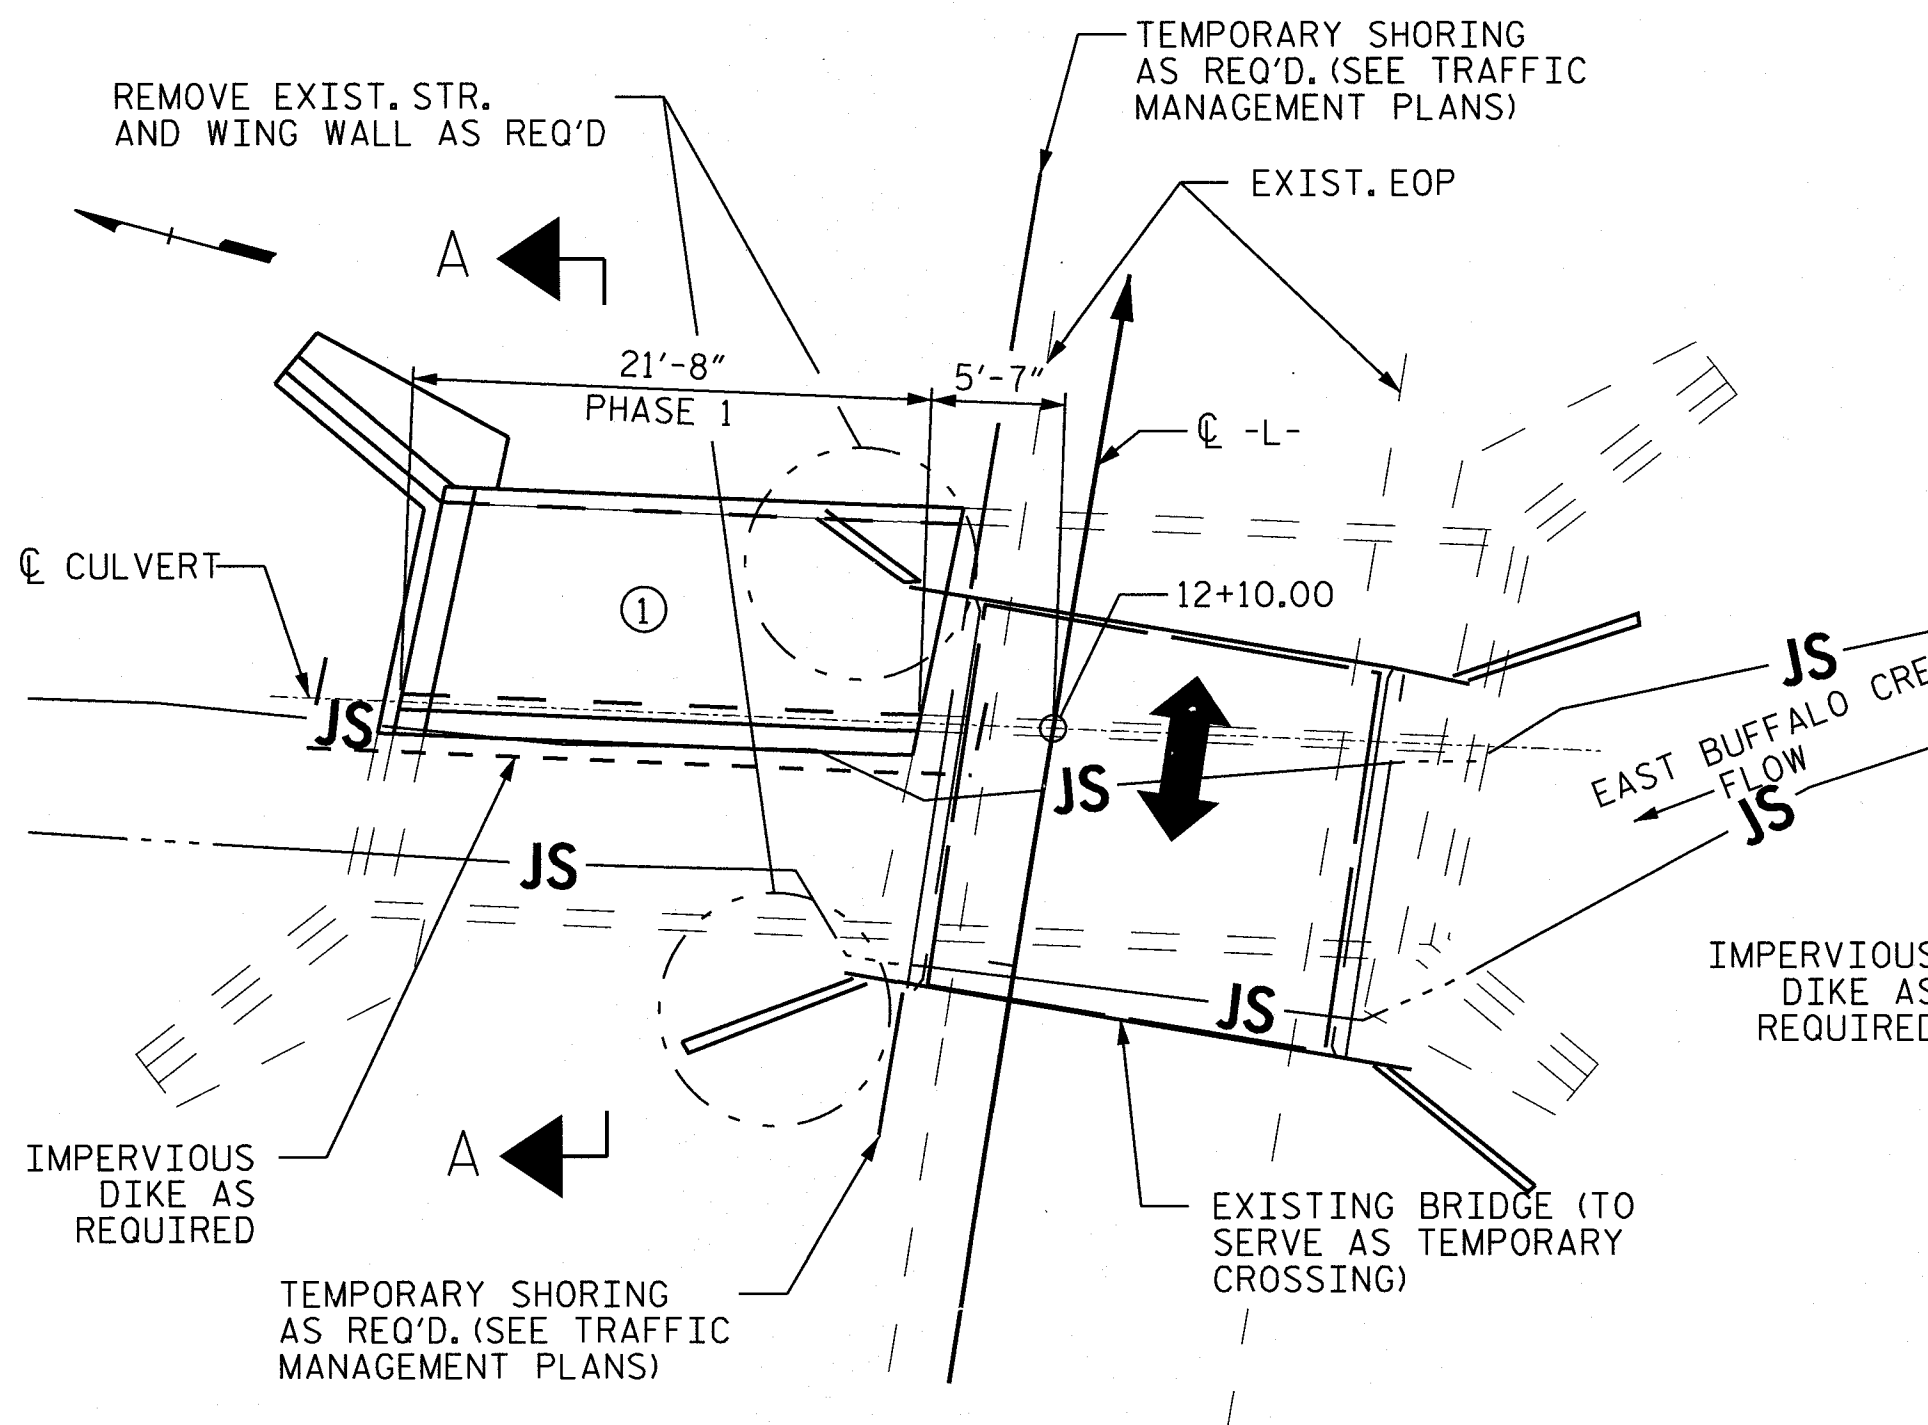 TEMPORARY SHORING
AS REQ'D. (SEE TRAFFIC
MANAGEMENT PLANS)
REMOVE EXIST. STR.
AND WING WALL AS REQ'D
EXIST. EOP
A
21'-8"
PHASE 1
5'-7"
℄ -L-
℄ CULVERT
1
12+10.00
JS
JS
JS
JS
JS
JS
EAST BUFFALO CRE
FLOW
IMPERVIOUS
DIKE AS
REQUIRED
A
IMPERVIOUS
DIKE AS
REQUIRED
EXISTING BRIDGE (TO
SERVE AS TEMPORARY
CROSSING)
TEMPORARY SHORING
AS REQ'D. (SEE TRAFFIC
MANAGEMENT PLANS)